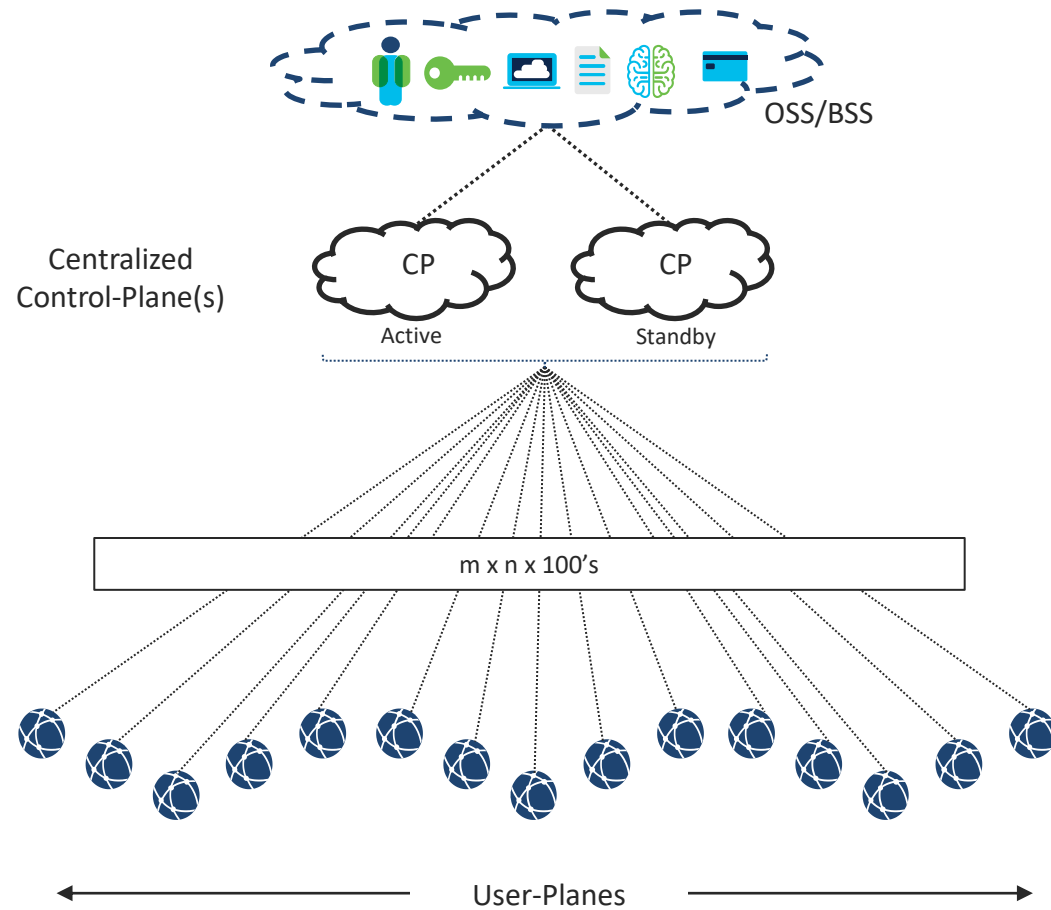 OSS/BSS
Centralized
Control-Plane(s)
CP
CP
Active
Standby
m x n x 100's
User-Planes